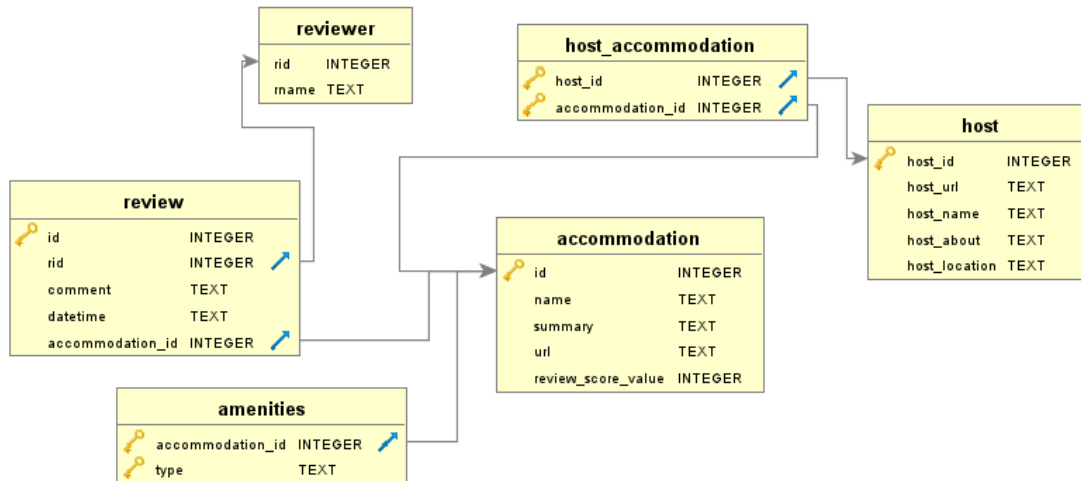 reviewer
rid INTEGER
rname TEXT
host_accommodation
host_id INTEGER
accommodation_id INTEGER
host
host_id INTEGER
host_url TEXT
host_name TEXT
host_about TEXT
host_location TEXT
review
id INTEGER
rid INTEGER
comment TEXT
datetime TEXT
accommodation_id INTEGER
accommodation
id INTEGER
name TEXT
summary TEXT
url TEXT
review_score_value INTEGER
amenities
accommodation_id INTEGER
type TEXT